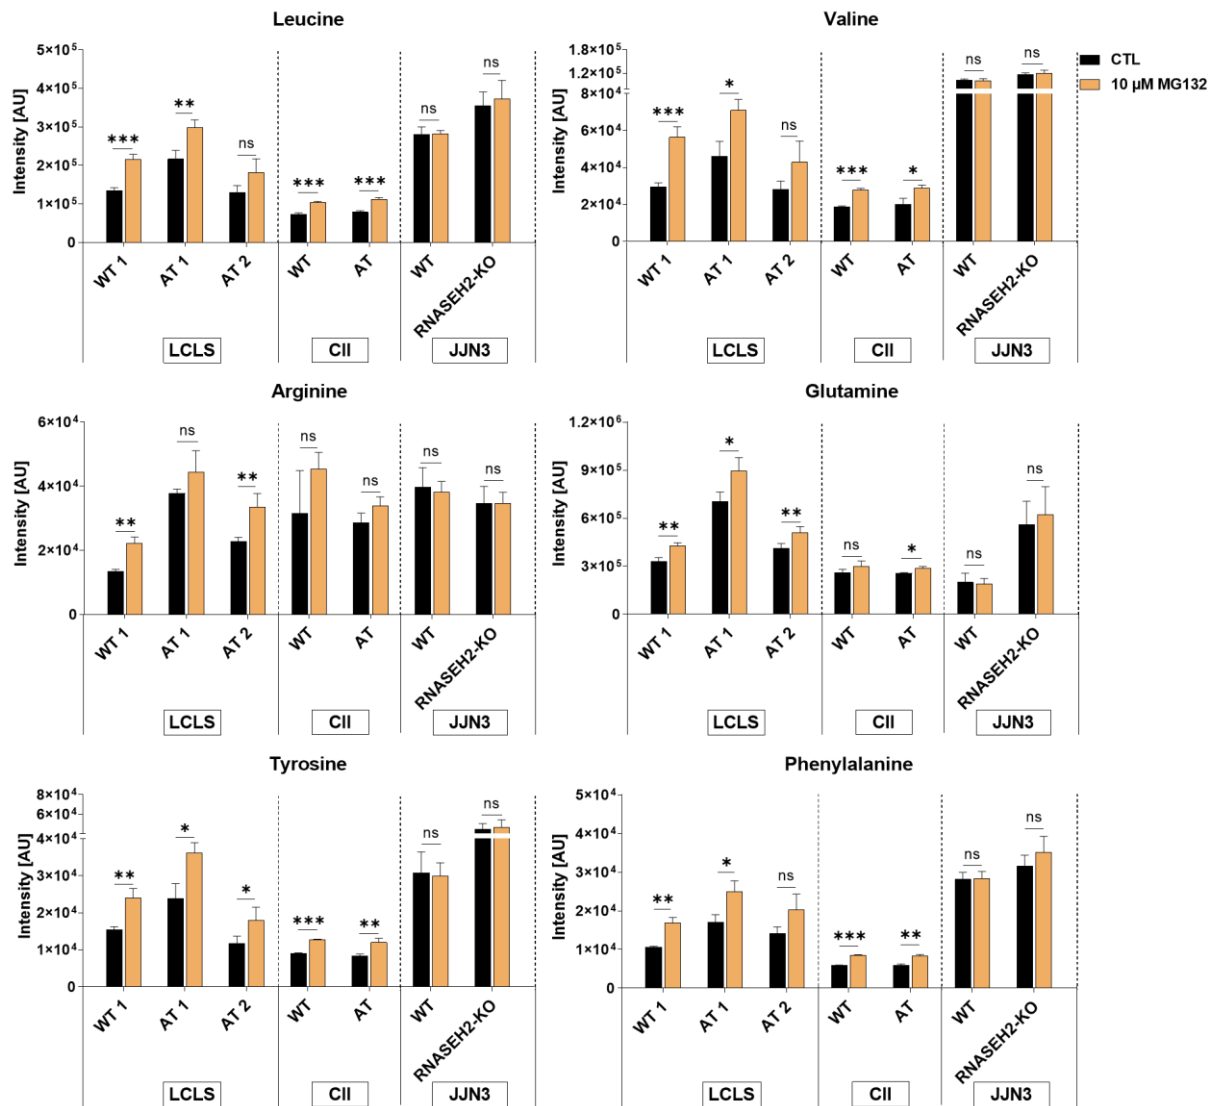 Leucine
Intensity [AU]
5×10⁵
4×10⁵
3×10⁵
2×10⁵
1×10⁵
0
***
**
ns
***
***
ns
ns
WT 1
AT 1
AT 2
WT
AT
WT
RNASEH2-KO
LCLS
CII
JJN3
Valine
Intensity [AU]
1.8×10⁵
1.2×10⁵
8×10⁴
6×10⁴
4×10⁴
2×10⁴
0
***
*
ns
***
*
ns
ns
WT 1
AT 1
AT 2
WT
AT
WT
RNASEH2-KO
LCLS
CII
JJN3
CTL
10 μM MG132
Arginine
Intensity [AU]
6×10⁴
4×10⁴
2×10⁴
0
**
ns
**
ns
ns
ns
ns
WT 1
AT 1
AT 2
WT
AT
WT
RNASEH2-KO
LCLS
CII
JJN3
Glutamine
Intensity [AU]
1.2×10⁶
9×10⁵
6×10⁵
3×10⁵
0
**
*
**
ns
*
ns
ns
WT 1
AT 1
AT 2
WT
AT
WT
RNASEH2-KO
LCLS
CII
JJN3
Tyrosine
Intensity [AU]
8×10⁴
6×10⁴
4×10⁴
3×10⁴
2×10⁴
1×10⁴
0
**
*
*
***
**
ns
ns
WT 1
AT 1
AT 2
WT
AT
WT
RNASEH2-KO
LCLS
CII
JJN3
Phenylalanine
Intensity [AU]
5×10⁴
4×10⁴
3×10⁴
2×10⁴
1×10⁴
0
**
*
ns
***
**
ns
ns
WT 1
AT 1
AT 2
WT
AT
WT
RNASEH2-KO
LCLS
CII
JJN3